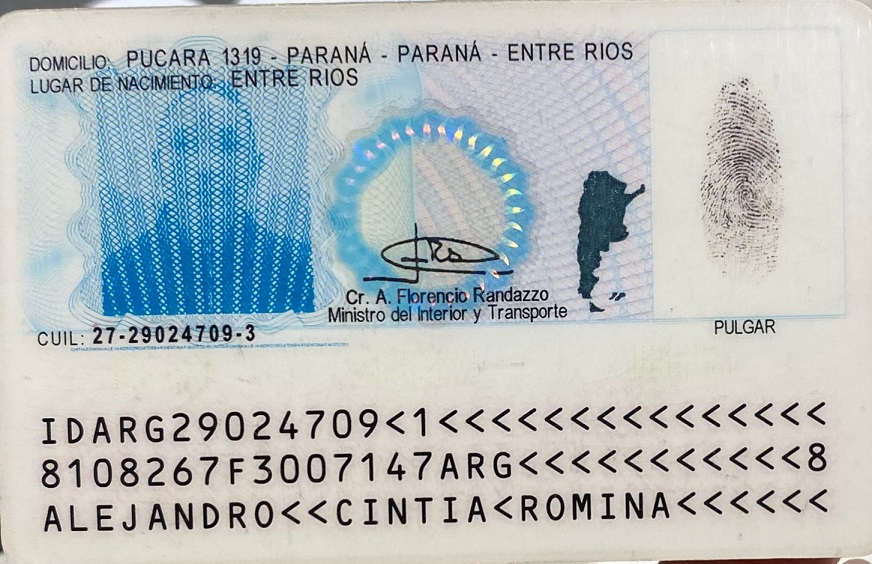 DOMICILIO: PUCARA 1319 - PARANÁ - PARANÁ - ENTRE RIOS
LUGAR DE NACIMIENTO: ENTRE RIOS
Cr. A. Florencio Randazzo
Ministro del Interior y Transporte
PULGAR
CUIL: 27-29024709-3
IDARG29024709<1<<<<<<<<<<<<<<<
8108267F3007147ARG<<<<<<<<<<<8
ALEJANDRO<<CINTIA<ROMINA<<<<<<